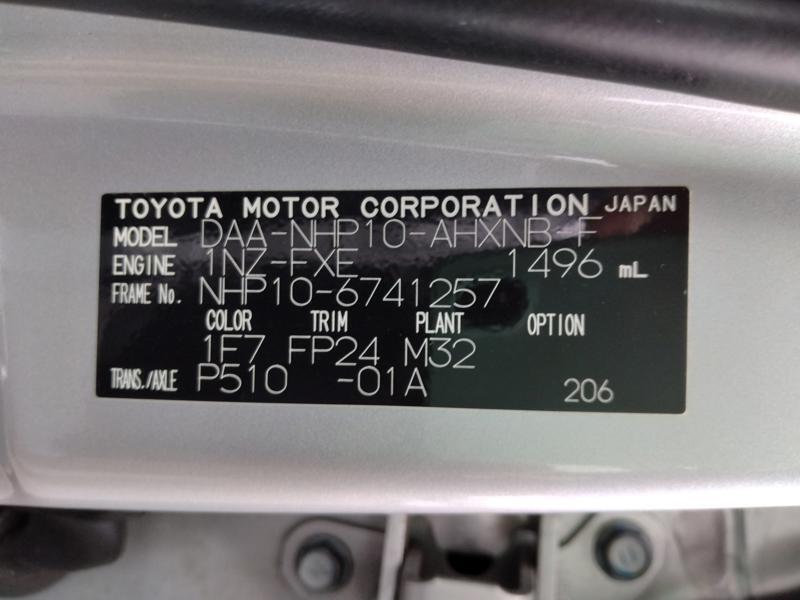 TOYOTA MOTOR CORPORATION JAPAN
MODEL DAA-NHP10-AHXNB-F
ENGINE 1NZ-FXE 1496 mL
FRAME No. NHP10-6741257
COLOR TRIM PLANT OPTION
1F7 FP24 M32
TRANS./AXLE P510 -01A 206